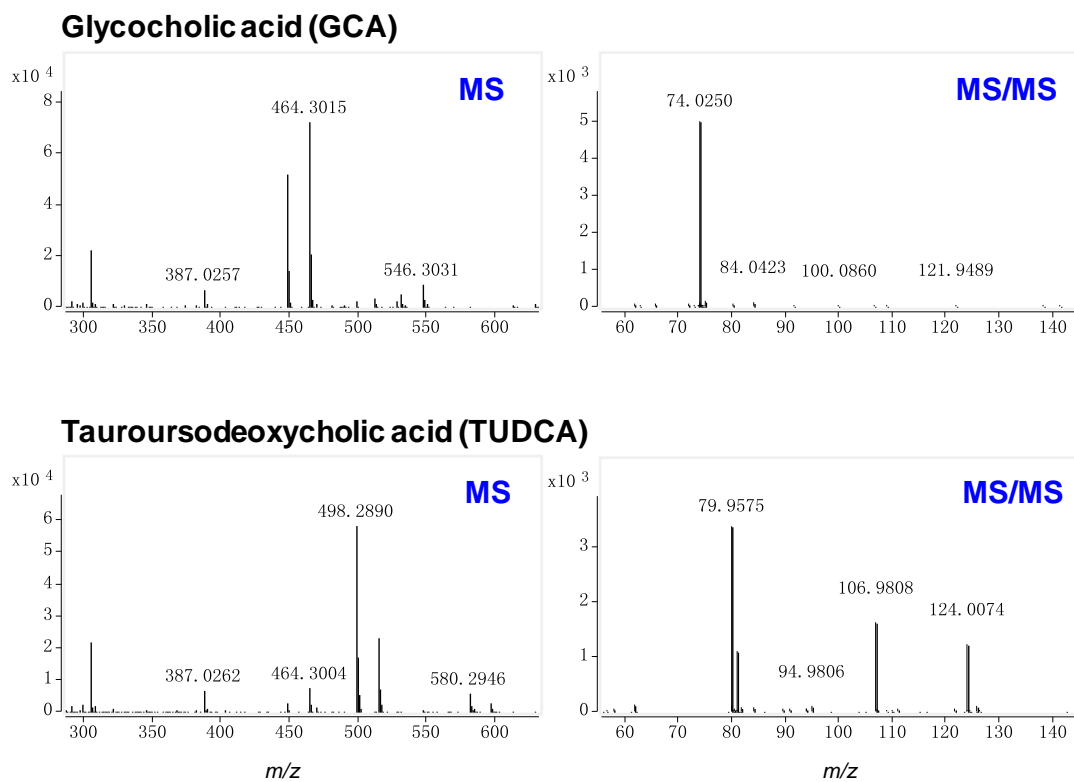 Glycocholic acid (GCA)
x10 4
MS
8
6
4
2
0
464.3015
387.0257
546.3031
300 350 400 450 500 550 600
x10 3
MS/MS
5
4
3
2
1
0
74.0250
84.0423
100.0860
121.9489
60 70 80 90 100 110 120 130 140
Tauroursodeoxycholic acid (TUDCA)
x10 4
MS
6
5
4
3
2
1
0
498.2890
387.0262
464.3004
580.2946
300 350 400 450 500 550 600
m/z
x10 3
MS/MS
3
2
1
0
79.9575
106.9808
124.0074
94.9806
60 70 80 90 100 110 120 130 140
m/z